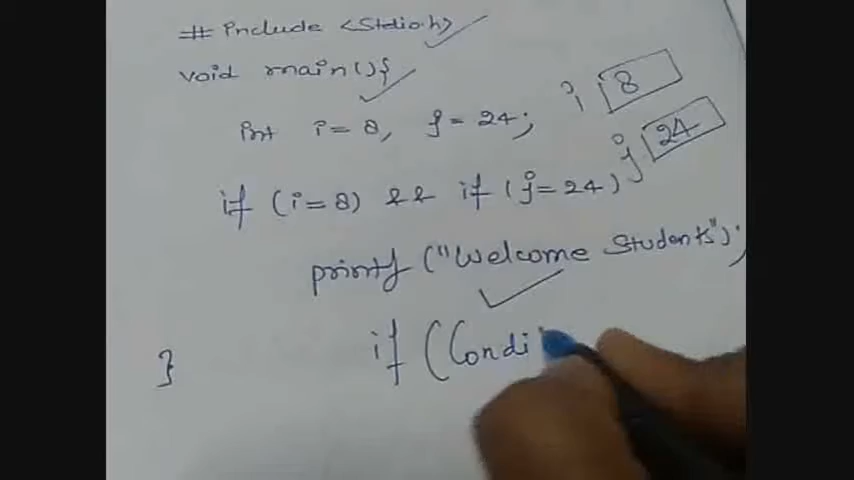 # include <stdio.h>
void main(){
int i=8, j=24;
i 8
j 24
if (i=8) && if (j=24)
printf ("Welcome Students");
if (Condi
}